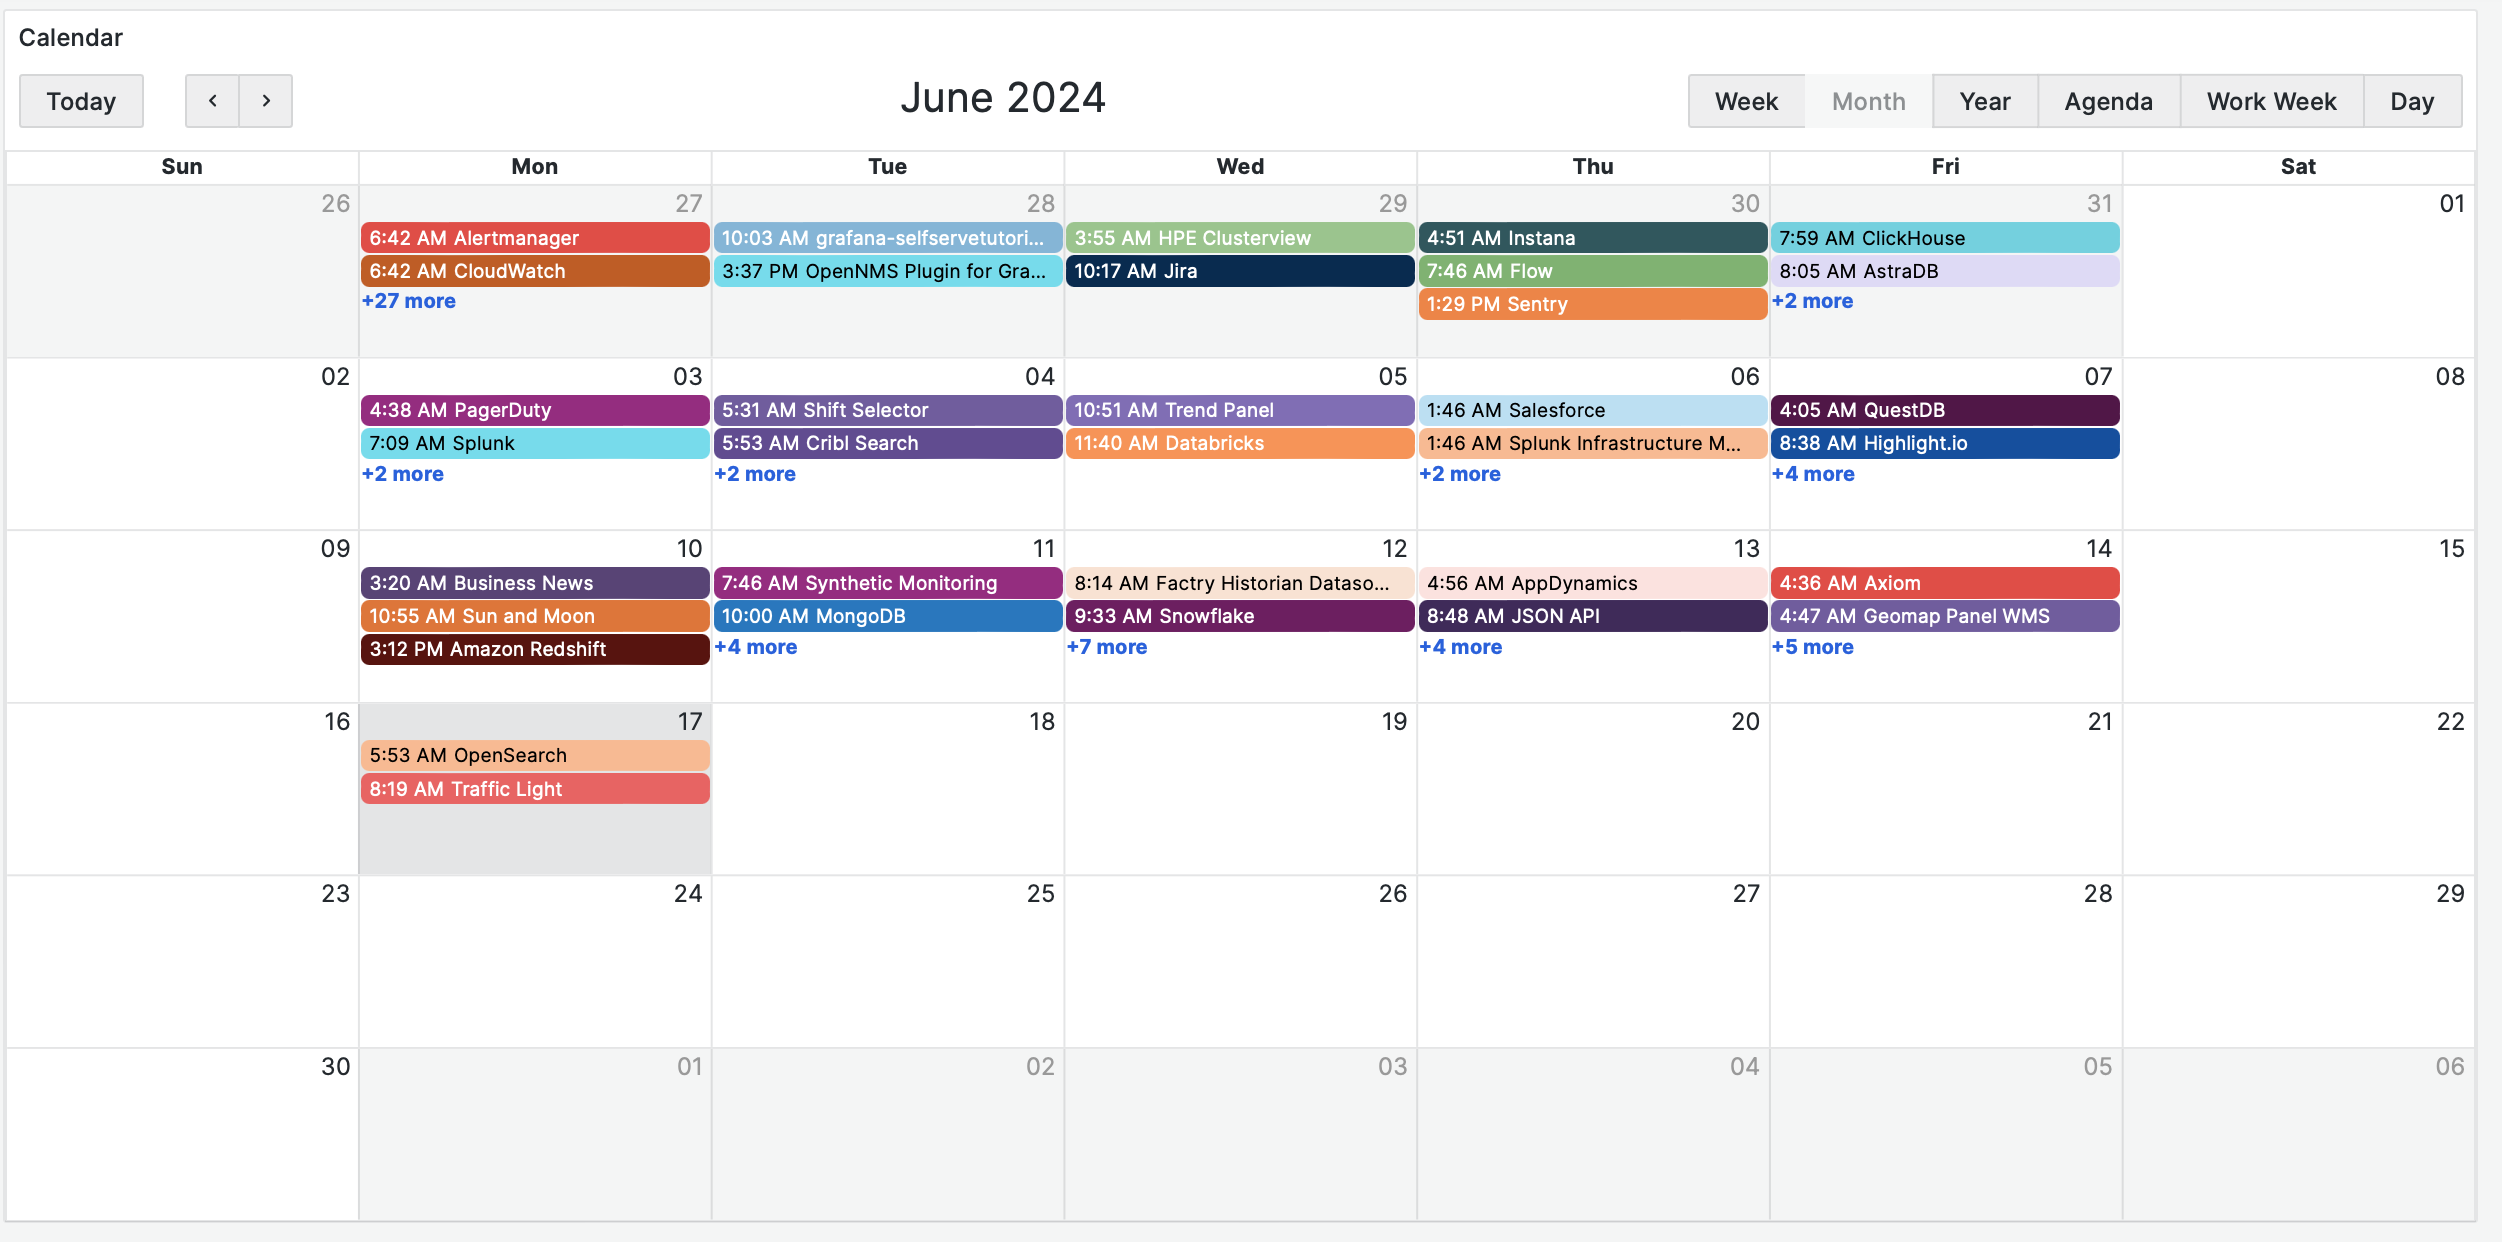 Calendar
Today
June 2024
Week Month Year Agenda Work Week Day
Sun Mon Tue Wed Thu Fri Sat
26 27 28 29 30 31 01
6:42 AM Alertmanager 10:03 AM grafana-selfservetutori... 3:55 AM HPE Clusterview 4:51 AM Instana 7:59 AM ClickHouse
6:42 AM CloudWatch 3:37 PM OpenNMS Plugin for Gra... 10:17 AM Jira 7:46 AM Flow 8:05 AM AstraDB
+27 more 1:29 PM Sentry +2 more
02 03 04 05 06 07 08
4:38 AM PagerDuty 5:31 AM Shift Selector 10:51 AM Trend Panel 1:46 AM Salesforce 4:05 AM QuestDB
7:09 AM Splunk 5:53 AM Cribl Search 11:40 AM Databricks 1:46 AM Splunk Infrastructure M... 8:38 AM Highlight.io
+2 more +2 more +2 more +4 more
09 10 11 12 13 14 15
3:20 AM Business News 7:46 AM Synthetic Monitoring 8:14 AM Factry Historian Dataso... 4:56 AM AppDynamics 4:36 AM Axiom
10:55 AM Sun and Moon 10:00 AM MongoDB 9:33 AM Snowflake 8:48 AM JSON API 4:47 AM Geomap Panel WMS
3:12 PM Amazon Redshift +4 more +7 more +4 more +5 more
16 17 18 19 20 21 22
5:53 AM OpenSearch
8:19 AM Traffic Light
23 24 25 26 27 28 29
30 01 02 03 04 05 06